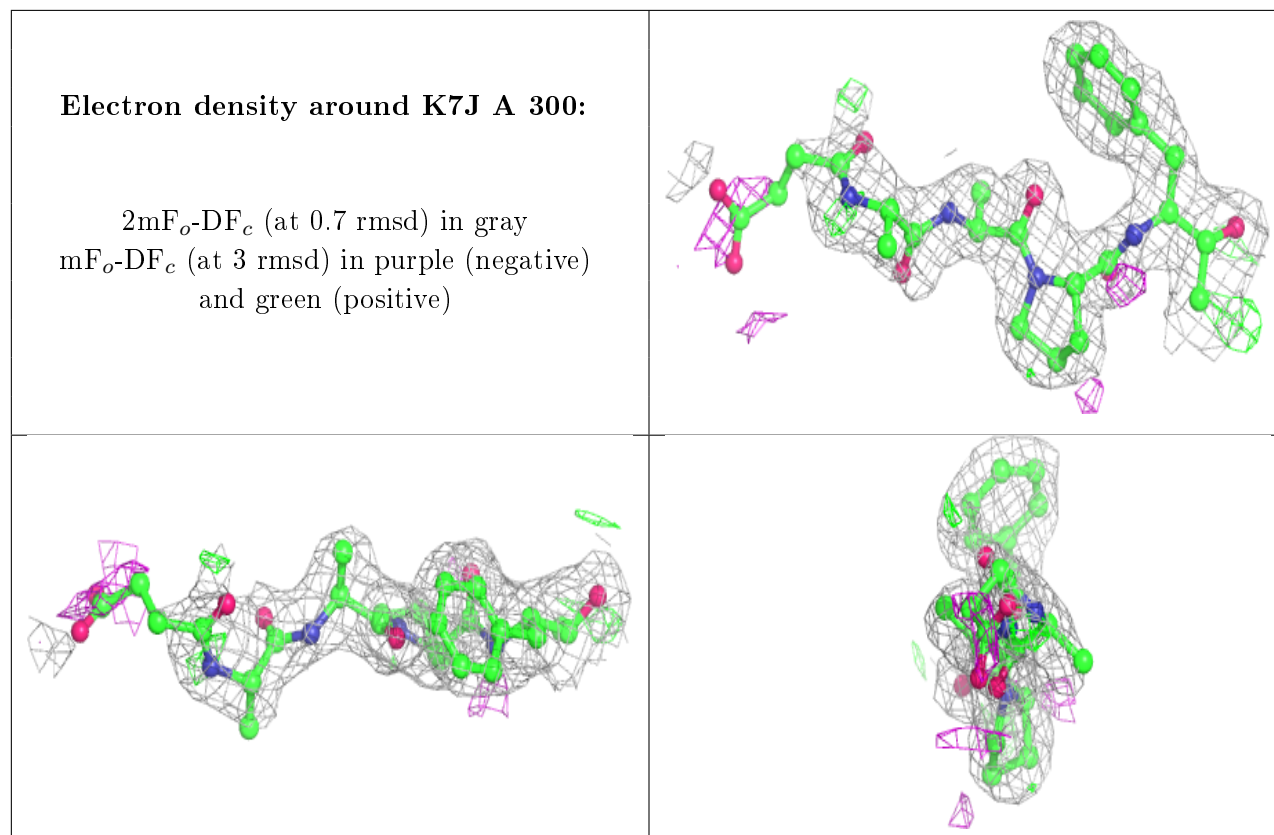 Electron density around K7J A 300:
2mFo-DFc (at 0.7 rmsd) in gray
mFo-DFc (at 3 rmsd) in purple (negative)
and green (positive)